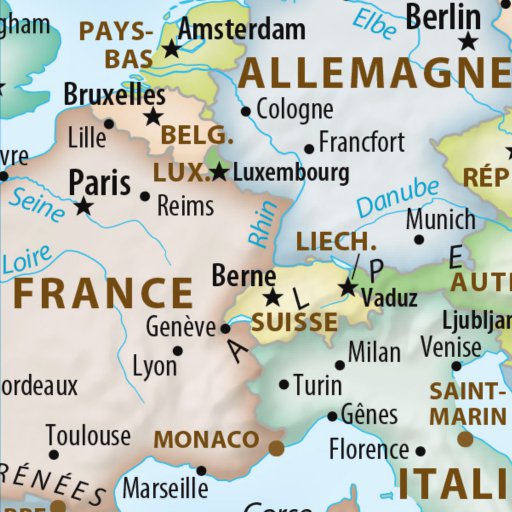 gham
PAYS-
BAS
Amsterdam
Elbe
Berlin
ALLEMAGNE
Bruxelles
Cologne
Lille
BELG.
Francfort
vre
LUX.
Luxembourg
RÉP
Paris
Reims
Seine
Rhin
Danube
Munich
Loire
LIECH.
FRANCE
Berne
ALPE
Vaduz
AUT
SUISSE
Genève
Ljubljan
Lyon
Milan
Venise
ordeaux
Turin
SAINT-
MARIN
Gênes
Toulouse
MONACO
Florence
RÉNÉES
Marseille
ITALI
Corse
RRE